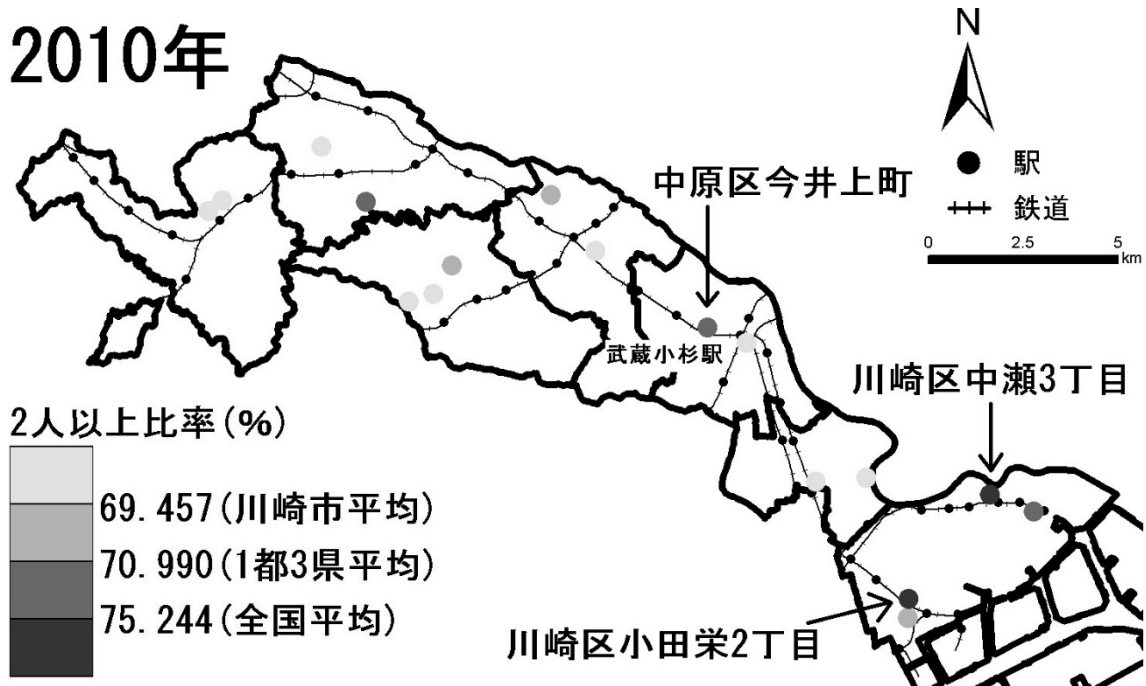 2010年
N
駅
鉄道
0 2.5 5
km
中原区今井上町
武蔵小杉駅
川崎区中瀬3丁目
川崎区小田栄2丁目
2人以上比率(%)
69.457(川崎市平均)
70.990(1都3県平均)
75.244(全国平均)